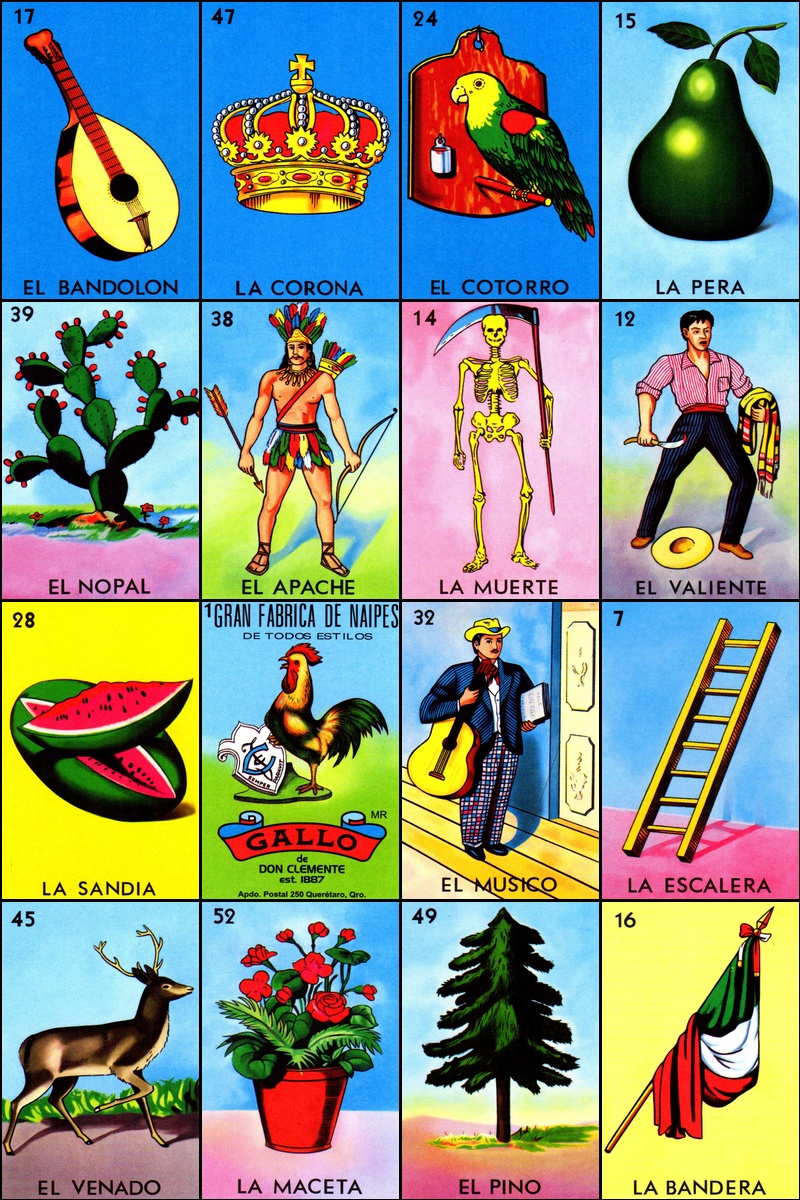 17
EL BANDOLON
47
LA CORONA
24
EL COTORRO
15
LA PERA
39
EL NOPAL
38
EL APACHE
14
LA MUERTE
12
EL VALIENTE
28
LA SANDIA
1
GRAN FABRICA DE NAIPES
DE TODOS ESTILOS
SEMPER
MR
GALLO
de
DON CLEMENTE
est. 1887
Apdo. Postal 250 Querétaro, Qro.
32
EL MUSICO
7
LA ESCALERA
45
EL VENADO
52
LA MACETA
49
EL PINO
16
LA BANDERA